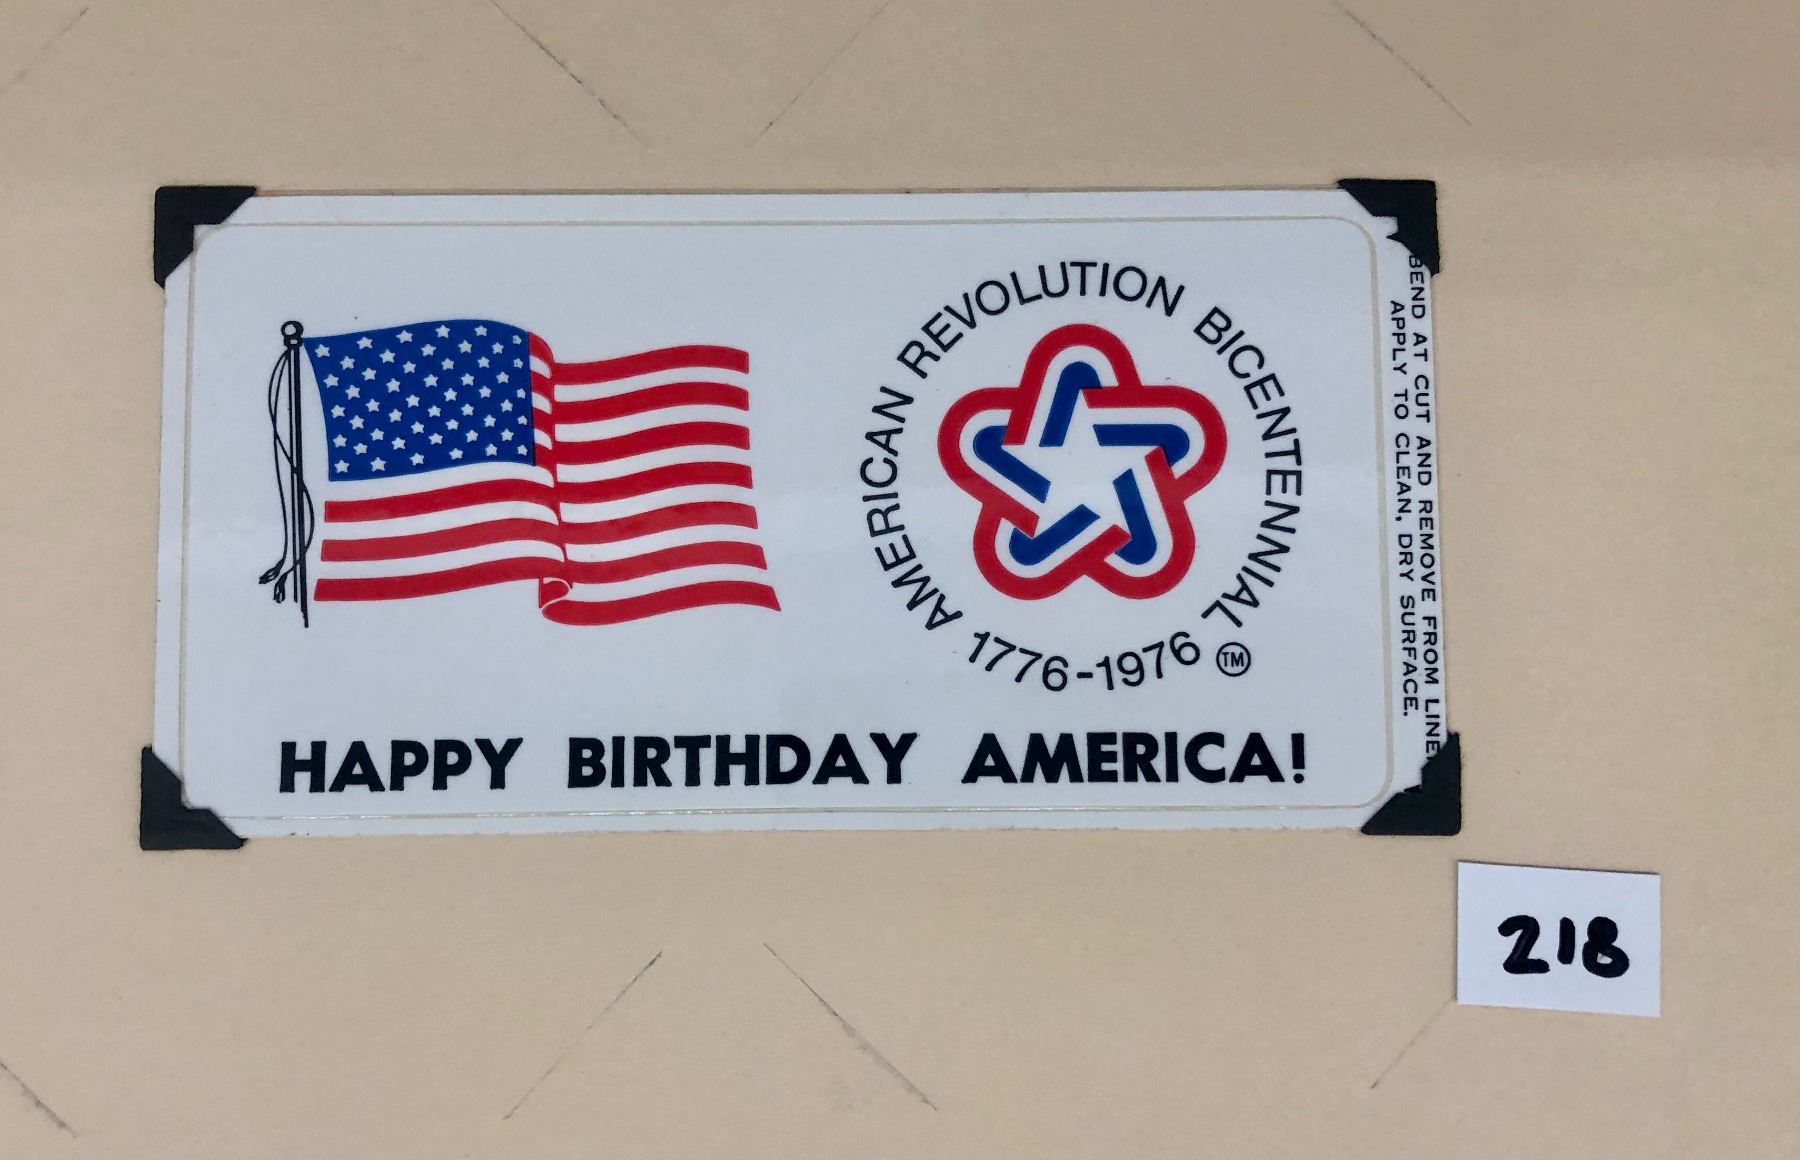 AMERICAN REVOLUTION BICENTENNIAL
1776-1976 TM
HAPPY BIRTHDAY AMERICA!
BEND AT CUT AND REMOVE FROM LINE
APPLY TO CLEAN, DRY SURFACE.
218